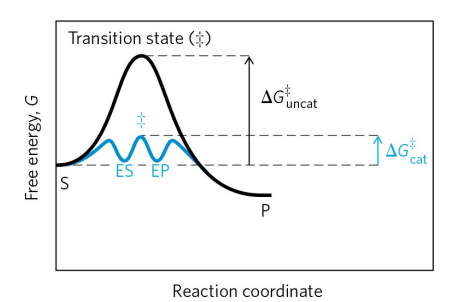 Transition state (‡)
Free energy, G
‡
ΔG‡uncat
ΔG‡cat
ES
EP
S
P
Reaction coordinate